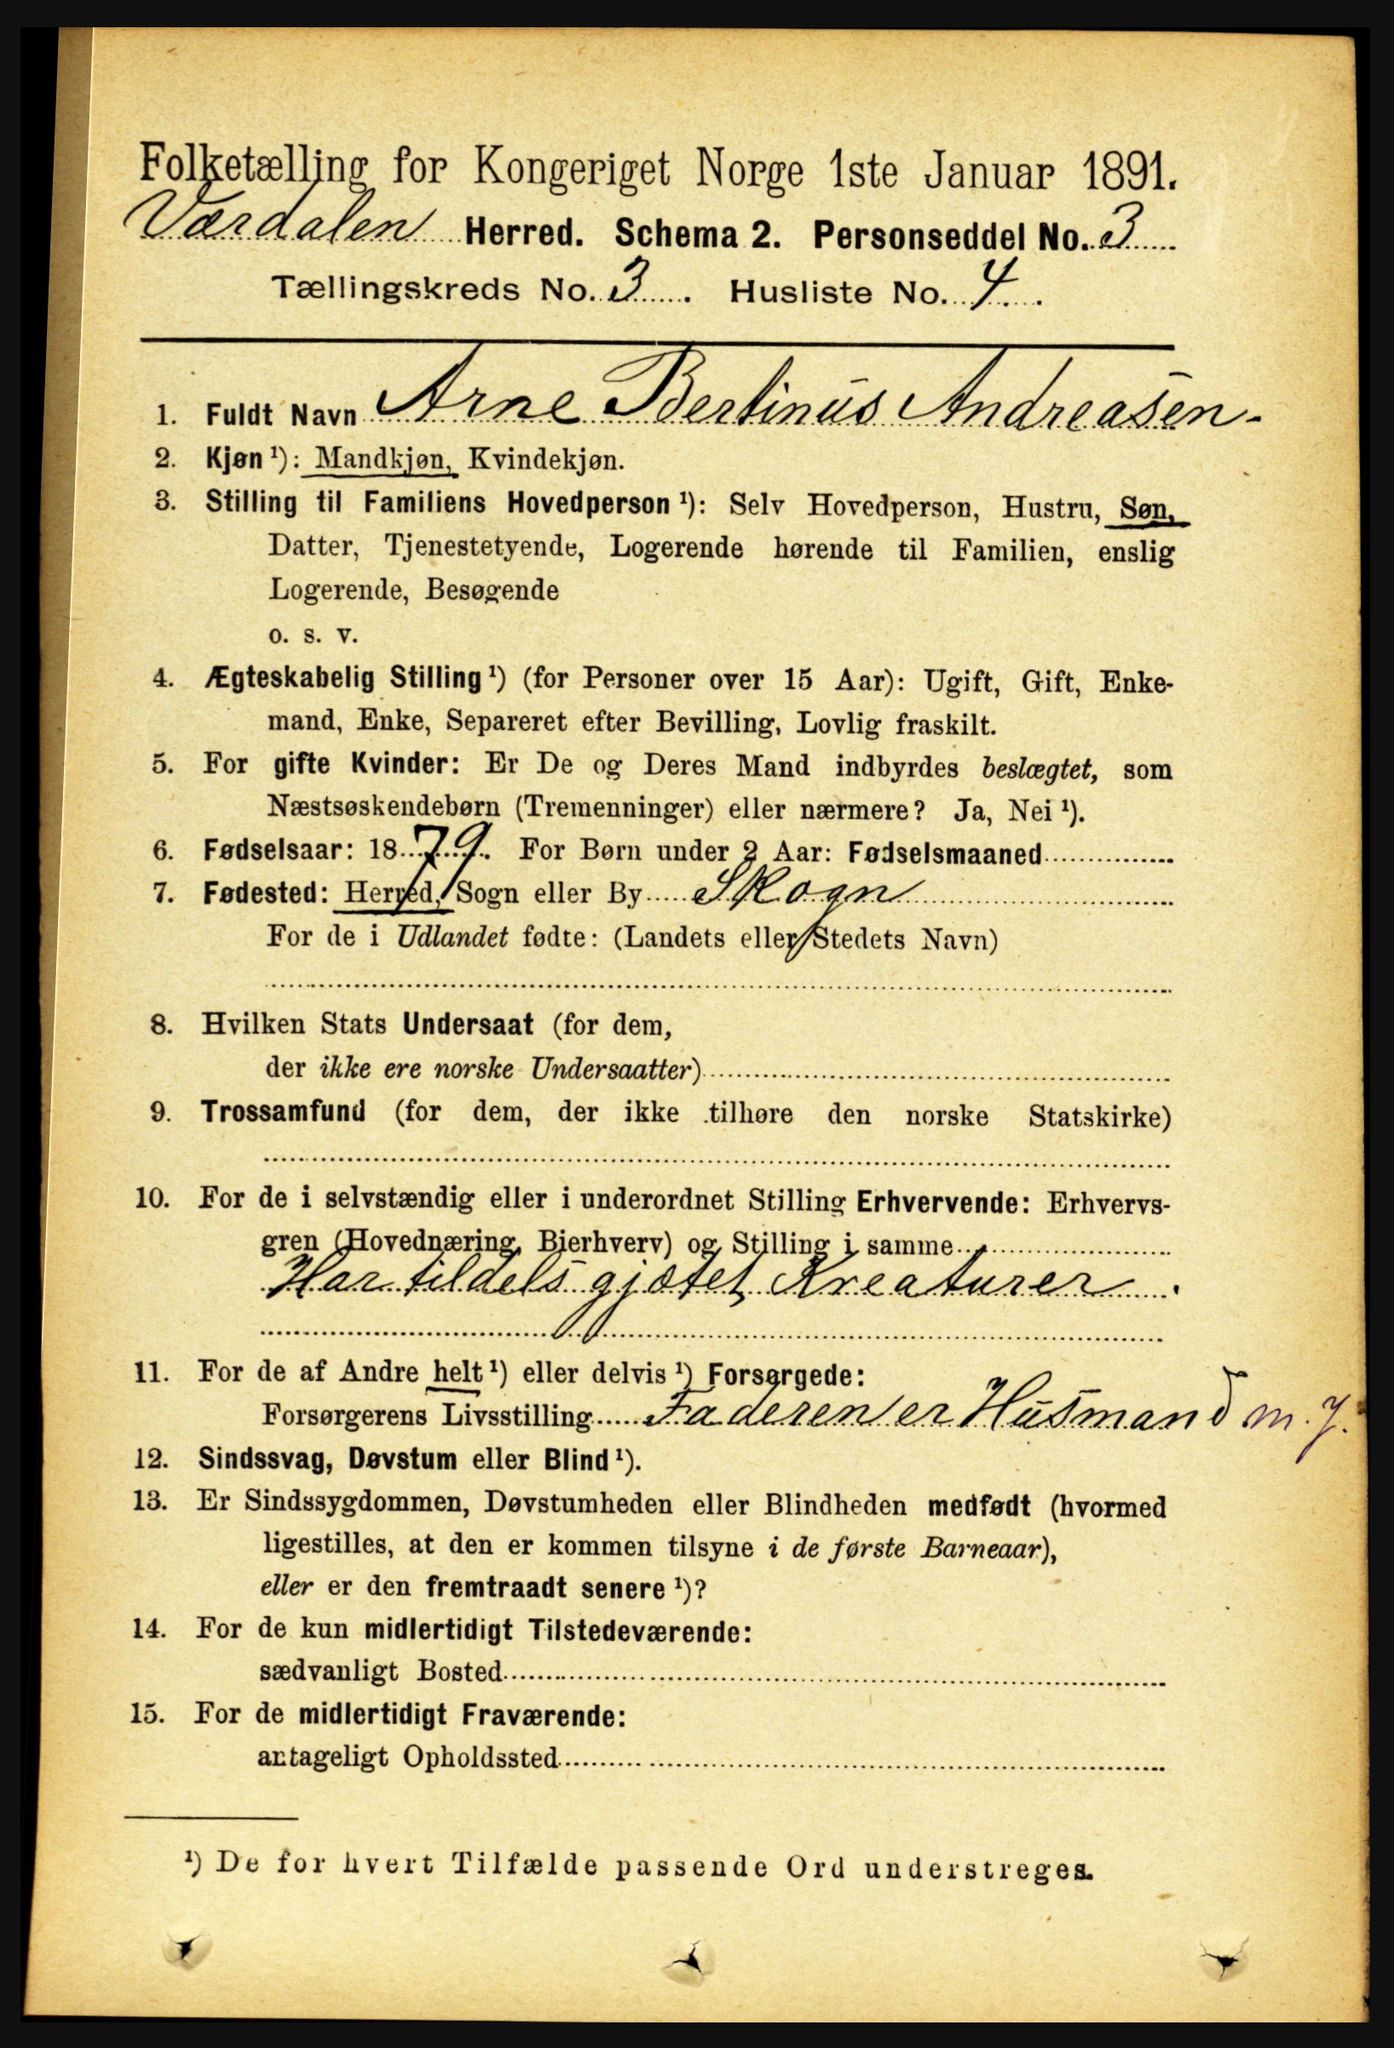 Folketælling for Kongeriget Norge 1ste Januar 1891.
Værdalen Herred. Schema 2. Personseddel No. 3
Tællingskreds No. 3. Husliste No. 4.
1. Fuldt Navn Arne Bertinus Andreasen.
2. Kjøn ¹): Mandkjøn, Kvindekjøn.
3. Stilling til Familiens Hovedperson ¹): Selv Hovedperson, Hustru, Søn,
Datter, Tjenestetyende, Logerende hørende til Familien, enslig
Logerende, Besøgende
o. s. v.
4. Ægteskabelig Stilling ¹) (for Personer over 15 Aar): Ugift, Gift, Enke-
mand, Enke, Separeret efter Bevilling, Lovlig fraskilt.
5. For gifte Kvinder: Er De og Deres Mand indbyrdes beslægtet, som
Næstsøskendebørn (Tremenninger) eller nærmere? Ja, Nei ¹).
6. Fødselsaar: 1879. For Børn under 2 Aar: Fødselsmaaned
7. Fødested: Herred, Sogn eller By Skogn
For de i Udlandet fødte: (Landets eller Stedets Navn)
8. Hvilken Stats Undersaat (for dem,
der ikke ere norske Undersaatter)
9. Trossamfund (for dem, der ikke tilhøre den norske Statskirke)
10. For de i selvstændig eller i underordnet Stilling Erhvervende: Erhvervs-
gren (Hovednæring, Bierhverv) og Stilling i samme
Har tildels gjætet Kreaturer.
11. For de af Andre helt ¹) eller delvis ¹) Forsørgede:
Forsørgerens Livsstilling Faderen er Husmand m. J.
12. Sindssvag, Døvstum eller Blind ¹).
13. Er Sindssygdommen, Døvstumheden eller Blindheden medfødt (hvormed
ligestilles, at den er kommen tilsyne i de første Barneaar),
eller er den fremtraadt senere ¹)?
14. For de kun midlertidigt Tilstedeværende:
sædvanligt Bosted
15. For de midlertidigt Fraværende:
antageligt Opholdssted
¹) De for hvert Tilfælde passende Ord understreges.